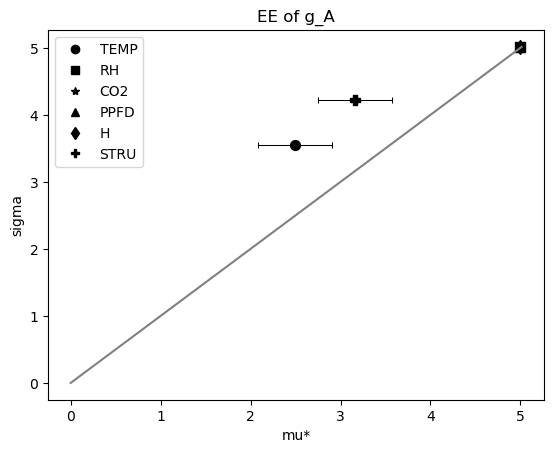 EE of g_A
TEMP
RH
CO2
PPFD
H
STRU
sigma
5
4
3
2
1
0
0 1 2 3 4 5
mu*